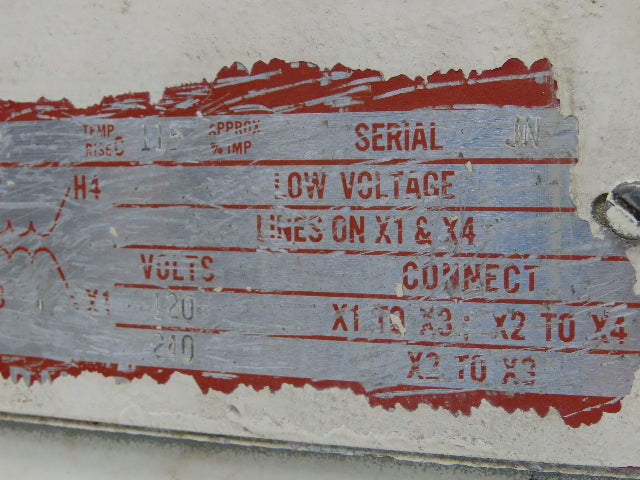 TEMP. RISE C 115 APPROX % IMP SERIAL JN
H4 LOW VOLTAGE
LINES ON X1 & X4
VOLTS CONNECT
X1 120 X1 TO X3; X2 TO X4
240 X2 TO X3